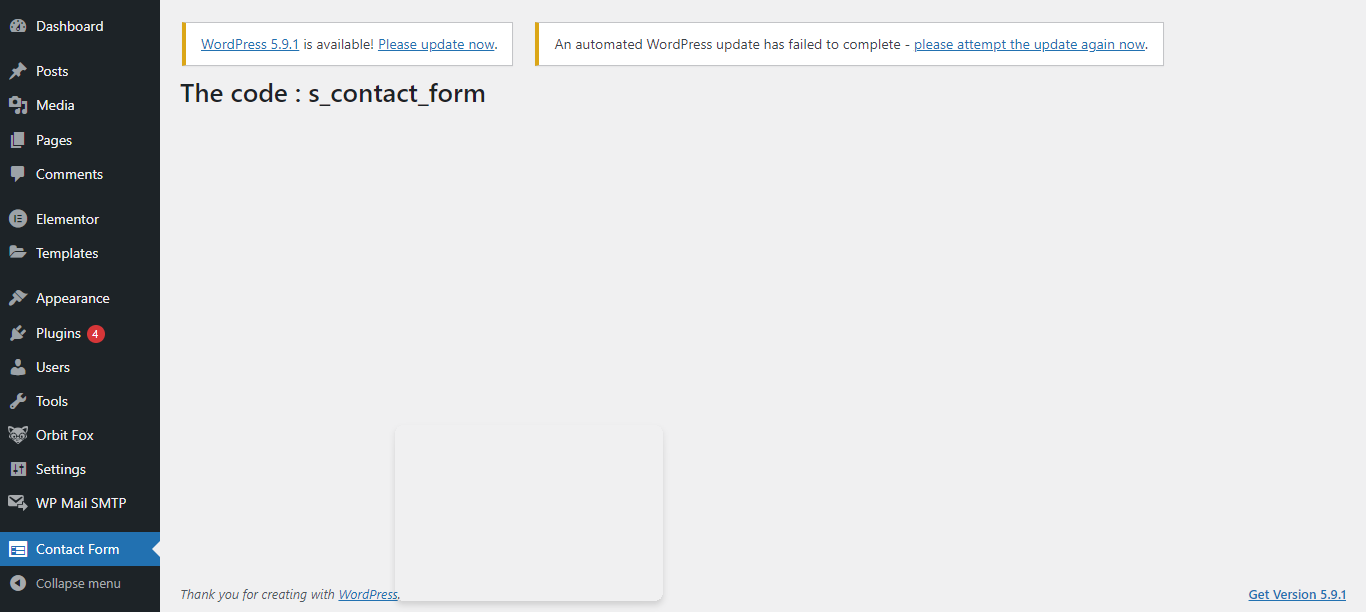 Dashboard
Posts
Media
Pages
Comments
Elementor
Templates
Appearance
Plugins 4
Users
Tools
Orbit Fox
Settings
WP Mail SMTP
Contact Form
Collapse menu
WordPress 5.9.1 is available! Please update now.
An automated WordPress update has failed to complete - please attempt the update again now.
The code : s_contact_form
Thank you for creating with WordPress.
Get Version 5.9.1